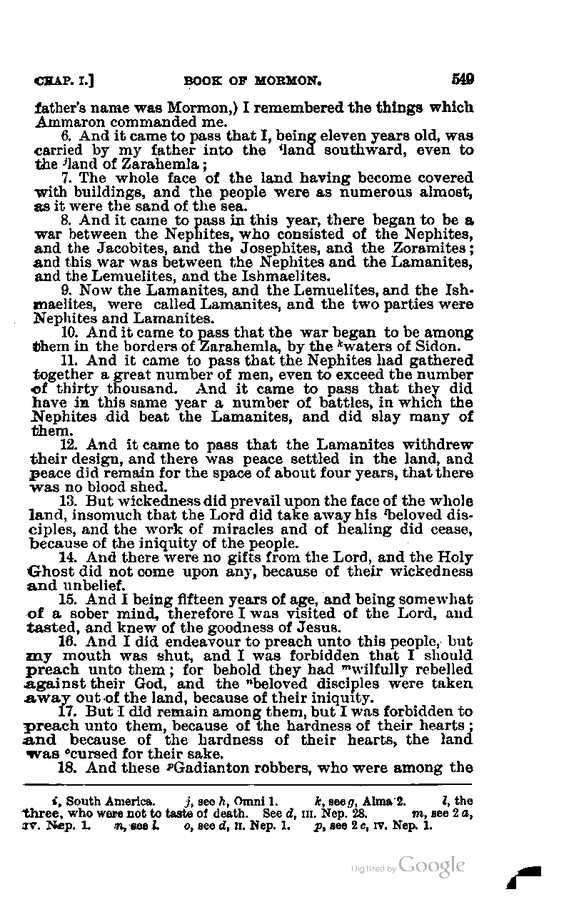 CHAP. I.] BOOK OF MORMON. 549
father's name was Mormon,) I remembered the things which
Ammaron commanded me.
6. And it came to pass that I, being eleven years old, was
carried by my father into the ⁱland southward, even to
the ʲland of Zarahemla;
7. The whole face of the land having become covered
with buildings, and the people were as numerous almost,
as it were the sand of the sea.
8. And it came to pass in this year, there began to be a
war between the Nephites, who consisted of the Nephites,
and the Jacobites, and the Josephites, and the Zoramites;
and this war was between the Nephites and the Lamanites,
and the Lemuelites, and the Ishmaelites.
9. Now the Lamanites, and the Lemuelites, and the Ish-
maelites, were called Lamanites, and the two parties were
Nephites and Lamanites.
10. And it came to pass that the war began to be among
them in the borders of Zarahemla, by the ᵏwaters of Sidon.
11. And it came to pass that the Nephites had gathered
together a great number of men, even to exceed the number
of thirty thousand. And it came to pass that they did
have in this same year a number of battles, in which the
Nephites did beat the Lamanites, and did slay many of
them.
12. And it came to pass that the Lamanites withdrew
their design, and there was peace settled in the land, and
peace did remain for the space of about four years, that there
was no blood shed.
13. But wickedness did prevail upon the face of the whole
land, insomuch that the Lord did take away his ˡbeloved dis-
ciples, and the work of miracles and of healing did cease,
because of the iniquity of the people.
14. And there were no gifts from the Lord, and the Holy
Ghost did not come upon any, because of their wickedness
and unbelief.
15. And I being fifteen years of age, and being somewhat
of a sober mind, therefore I was visited of the Lord, and
tasted, and knew of the goodness of Jesus.
16. And I did endeavour to preach unto this people, but
my mouth was shut, and I was forbidden that I should
preach unto them; for behold they had ᵐwilfully rebelled
against their God, and the ⁿbeloved disciples were taken
away out of the land, because of their iniquity.
17. But I did remain among them, but I was forbidden to
preach unto them, because of the hardness of their hearts;
and because of the hardness of their hearts, the land
was ᵒcursed for their sake.
18. And these ᵖGadianton robbers, who were among the
i, South America. j, see h, Omni 1. k, see g, Alma 2. l, the
three, who were not to taste of death. See d, III. Nep. 28. m, see 2 a,
IV. Nep. 1. n, see l. o, see d, II. Nep. 1. p, see 2 c, IV. Nep. 1.
Digitized by Google